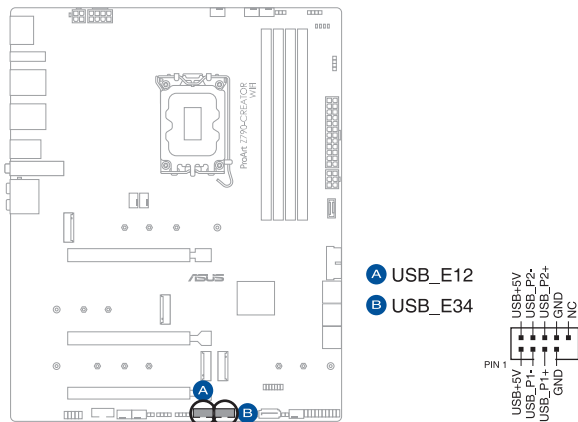 ProArt Z790-CREATOR
WIFI
/ISUS
A USB_E12
B USB_E34
USB+5V
USB_P2-
USB_P2+
GND
NC
PIN 1
USB+5V
USB_P1-
USB_P1+
GND
A
B